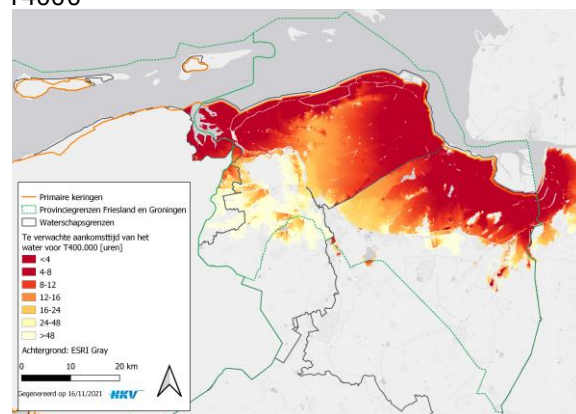 Primaire keringen
Provinciegrenzen Friesland en Groningen
Waterschapsgrenzen
Te verwachte aankomsttijd van het
water voor T400.000 [uren]
<4
4-8
8-12
12-16
16-24
24-48
>48
Achtergrond: ESRI Gray
0 10 20 km
Gegenereerd op 16/11/2021 HKV